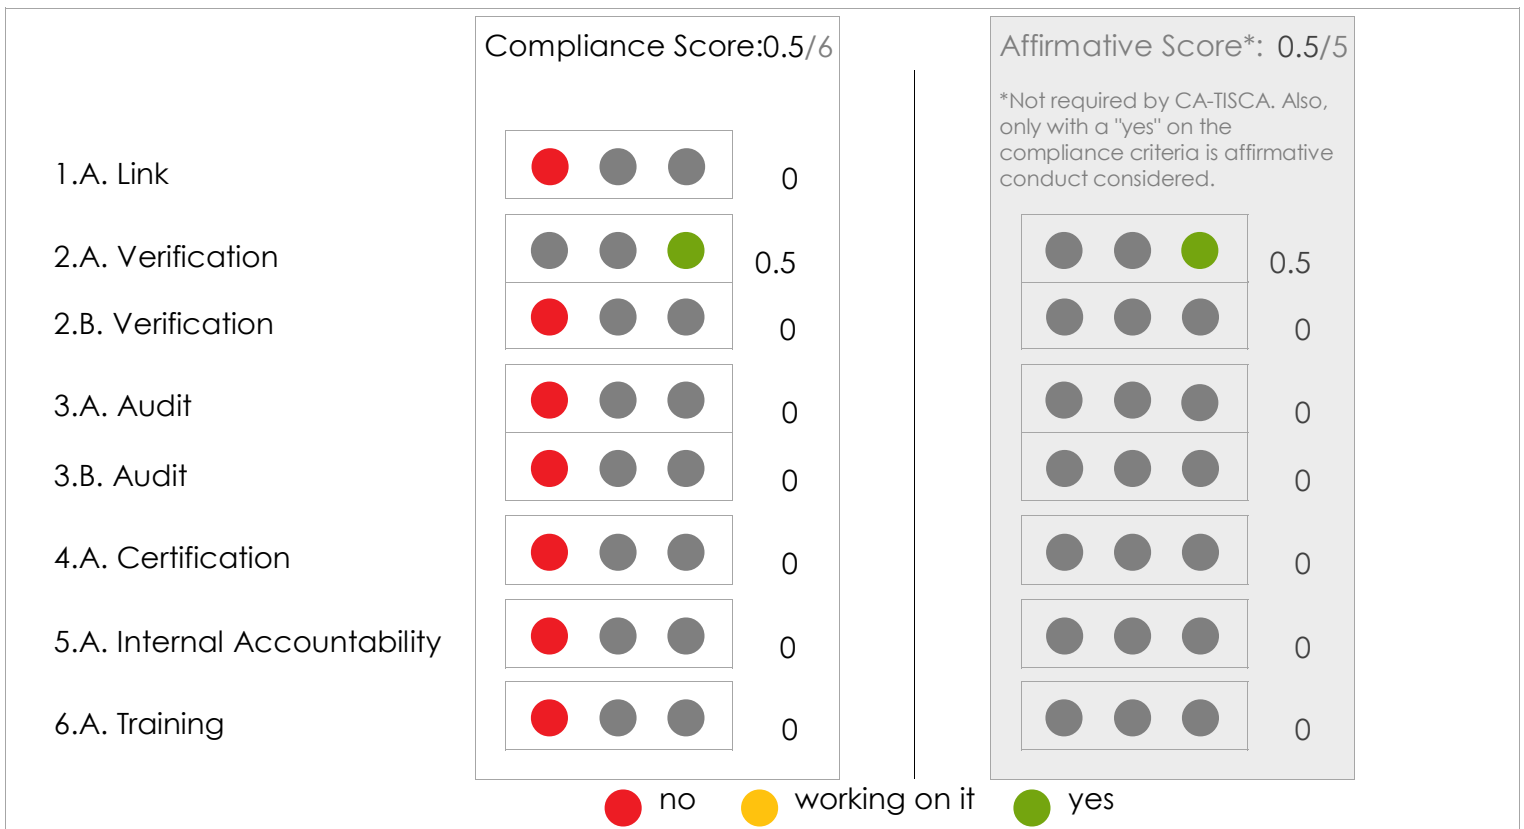 Compliance Score:0.5/6
Affirmative Score*: 0.5/5
*Not required by CA-TISCA. Also,
only with a "yes" on the
compliance criteria is affirmative
conduct considered.
1.A. Link 0
2.A. Verification 0.5 0.5
2.B. Verification 0 0
3.A. Audit 0 0
3.B. Audit 0 0
4.A. Certification 0 0
5.A. Internal Accountability 0 0
6.A. Training 0 0
no working on it yes